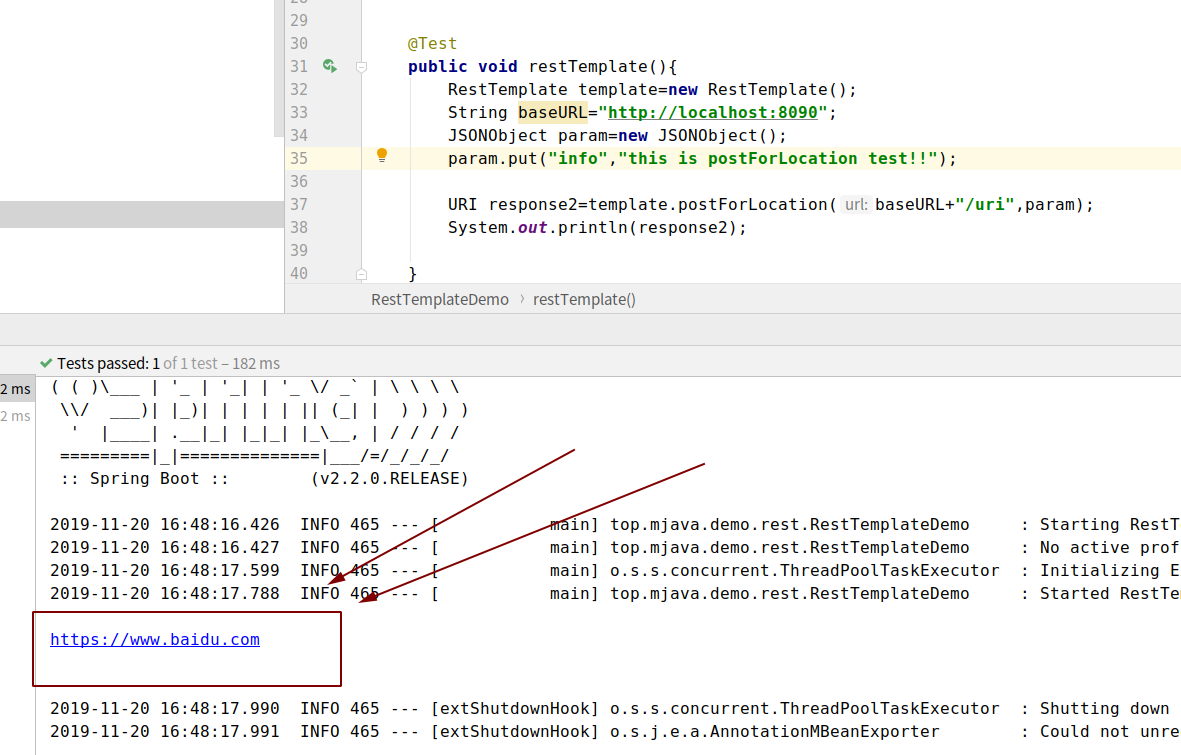 29
30 @Test
31 public void restTemplate(){
32 RestTemplate template=new RestTemplate();
33 String baseURL="http://localhost:8090";
34 JSONObject param=new JSONObject();
35 param.put("info","this is postForLocation test!!");
36
37 URI response2=template.postForLocation( url: baseURL+"/uri",param);
38 System.out.println(response2);
39
40 }
RestTemplateDemo › restTemplate()
Tests passed: 1 of 1 test – 182 ms
2 ms ( ( )\___ | '_ | '_| | '_ \/ _` | \ \ \ \
2 ms \\/  ___)| |_)| | | | | || (_| |  ) ) ) )
'  |____| .__|_| |_|_| |_\__, | / / / /
=========|_|==============|___/=/_/_/_/
:: Spring Boot :: (v2.2.0.RELEASE)
2019-11-20 16:48:16.426 INFO 465 --- [ main] top.mjava.demo.rest.RestTemplateDemo : Starting RestT
2019-11-20 16:48:16.427 INFO 465 --- [ main] top.mjava.demo.rest.RestTemplateDemo : No active prof
2019-11-20 16:48:17.599 INFO 465 --- [ main] o.s.s.concurrent.ThreadPoolTaskExecutor : Initializing E
2019-11-20 16:48:17.788 INFO 465 --- [ main] top.mjava.demo.rest.RestTemplateDemo : Started RestTe
https://www.baidu.com
2019-11-20 16:48:17.990 INFO 465 --- [extShutdownHook] o.s.s.concurrent.ThreadPoolTaskExecutor : Shutting down
2019-11-20 16:48:17.991 INFO 465 --- [extShutdownHook] o.s.j.e.a.AnnotationMBeanExporter : Could not unre